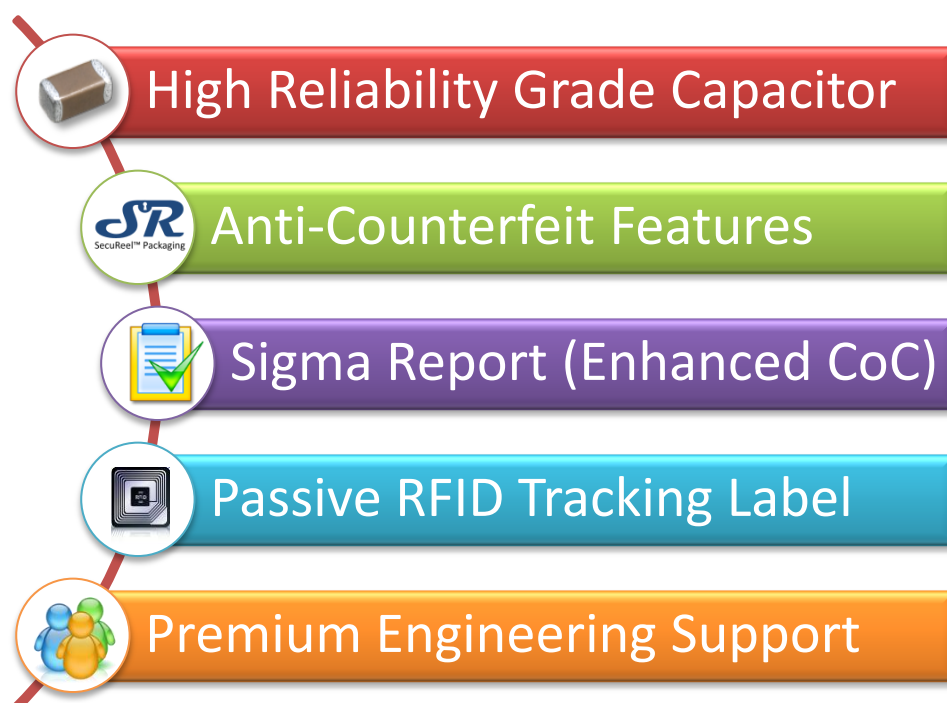 High Reliability Grade Capacitor
SR
SecuReel™ Packaging
Anti-Counterfeit Features
Sigma Report (Enhanced CoC)
RFID
Passive RFID Tracking Label
Premium Engineering Support